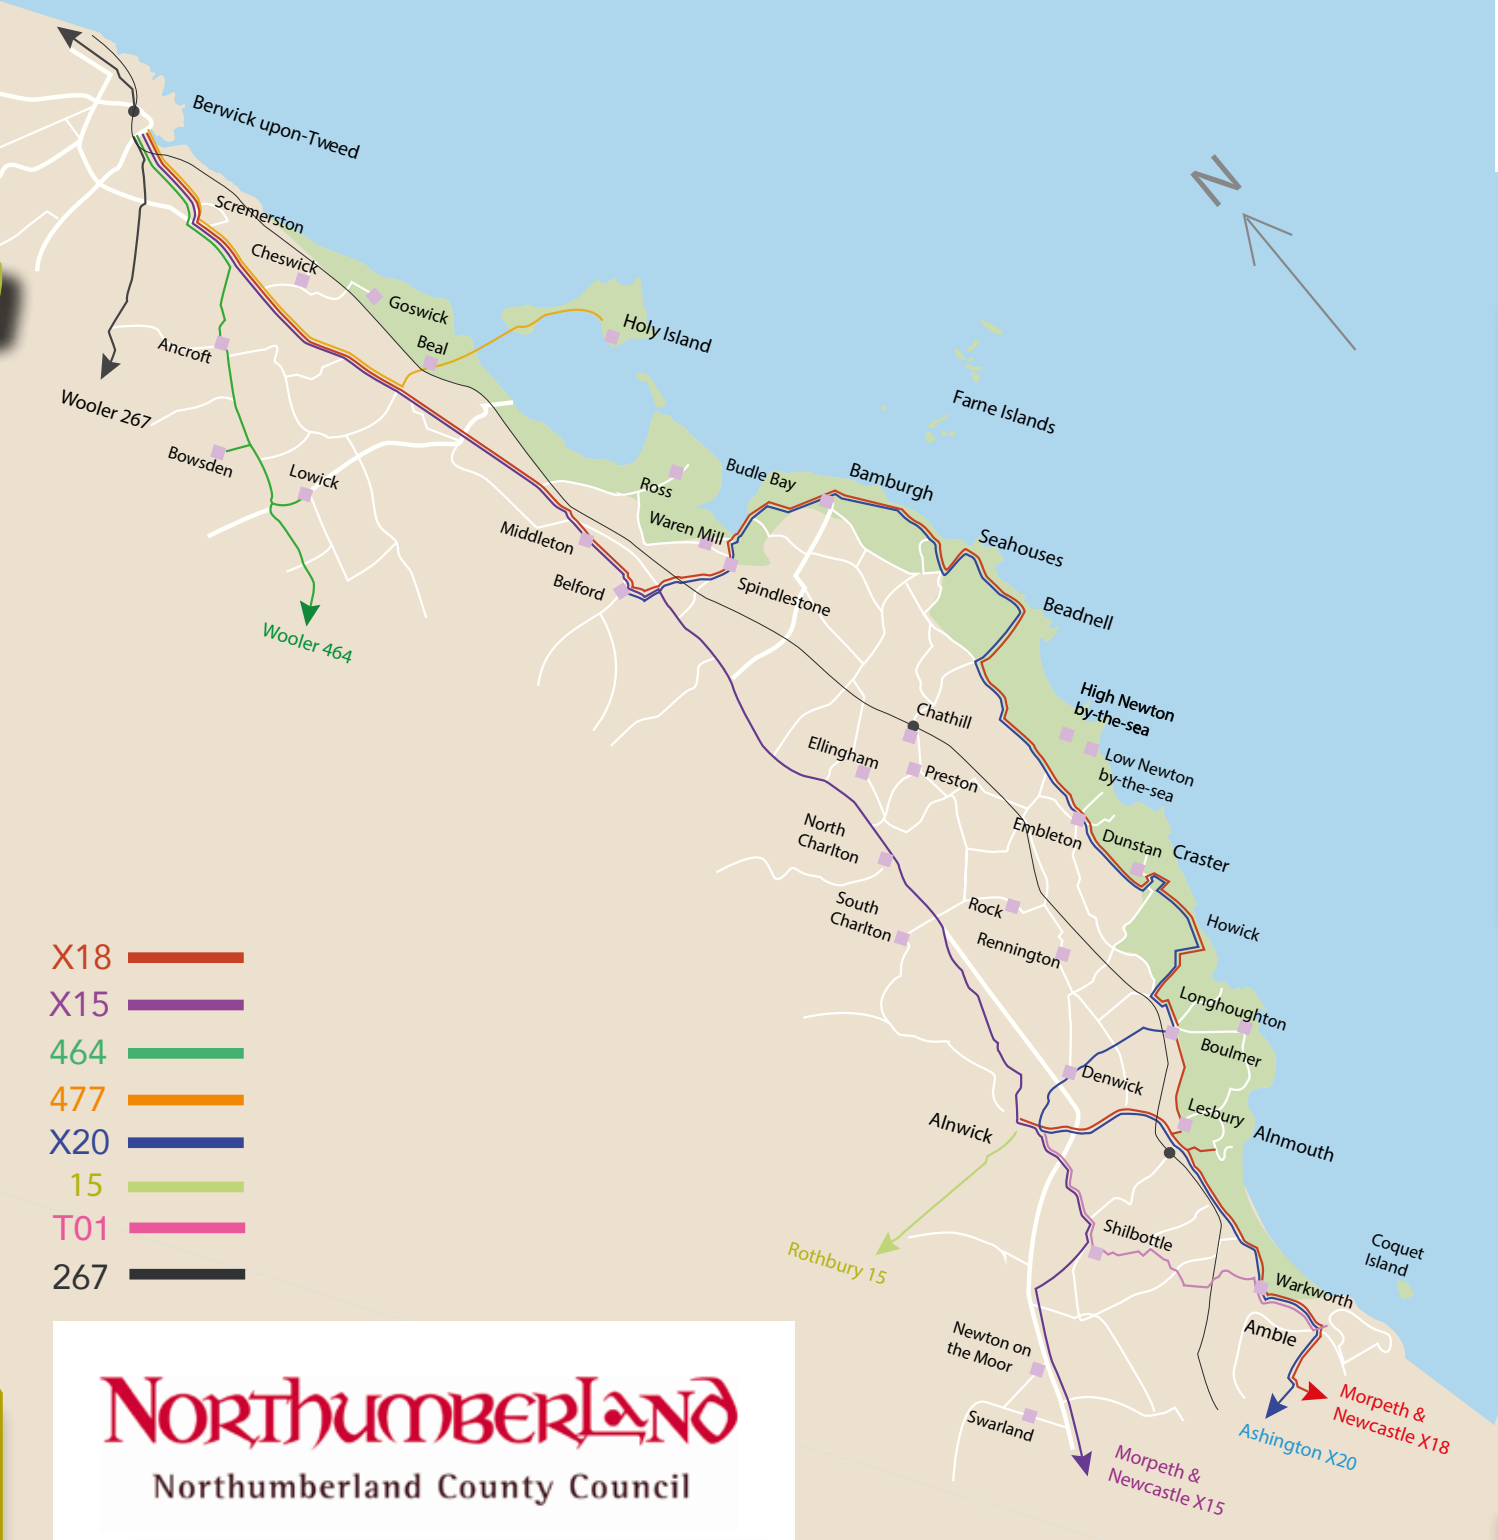 Berwick upon-Tweed
N
Scremerston
Cheswick
Goswick
Holy Island
Beal
Ancroft
Wooler 267
Farne Islands
Bowsden
Lowick
Ross
Budle Bay
Bamburgh
Waren Mill
Middleton
Seahouses
Belford
Spindlestone
Beadnell
Wooler 464
High Newton
by-the-sea
Chathill
Ellingham
Preston
Low Newton
by-the-sea
North
Charlton
Embleton
Dunstan
Craster
South
Charlton
Rock
Howick
Rennington
Longhoughton
Boulmer
Denwick
Lesbury
Alnwick
Alnmouth
Shilbottle
Rothbury 15
Coquet
Island
Warkworth
Amble
Newton on
the Moor
Swarland
Morpeth &
Newcastle X18
Ashington X20
Morpeth &
Newcastle X15
X18
X15
464
477
X20
15
T01
267
Northumberland
Northumberland County Council